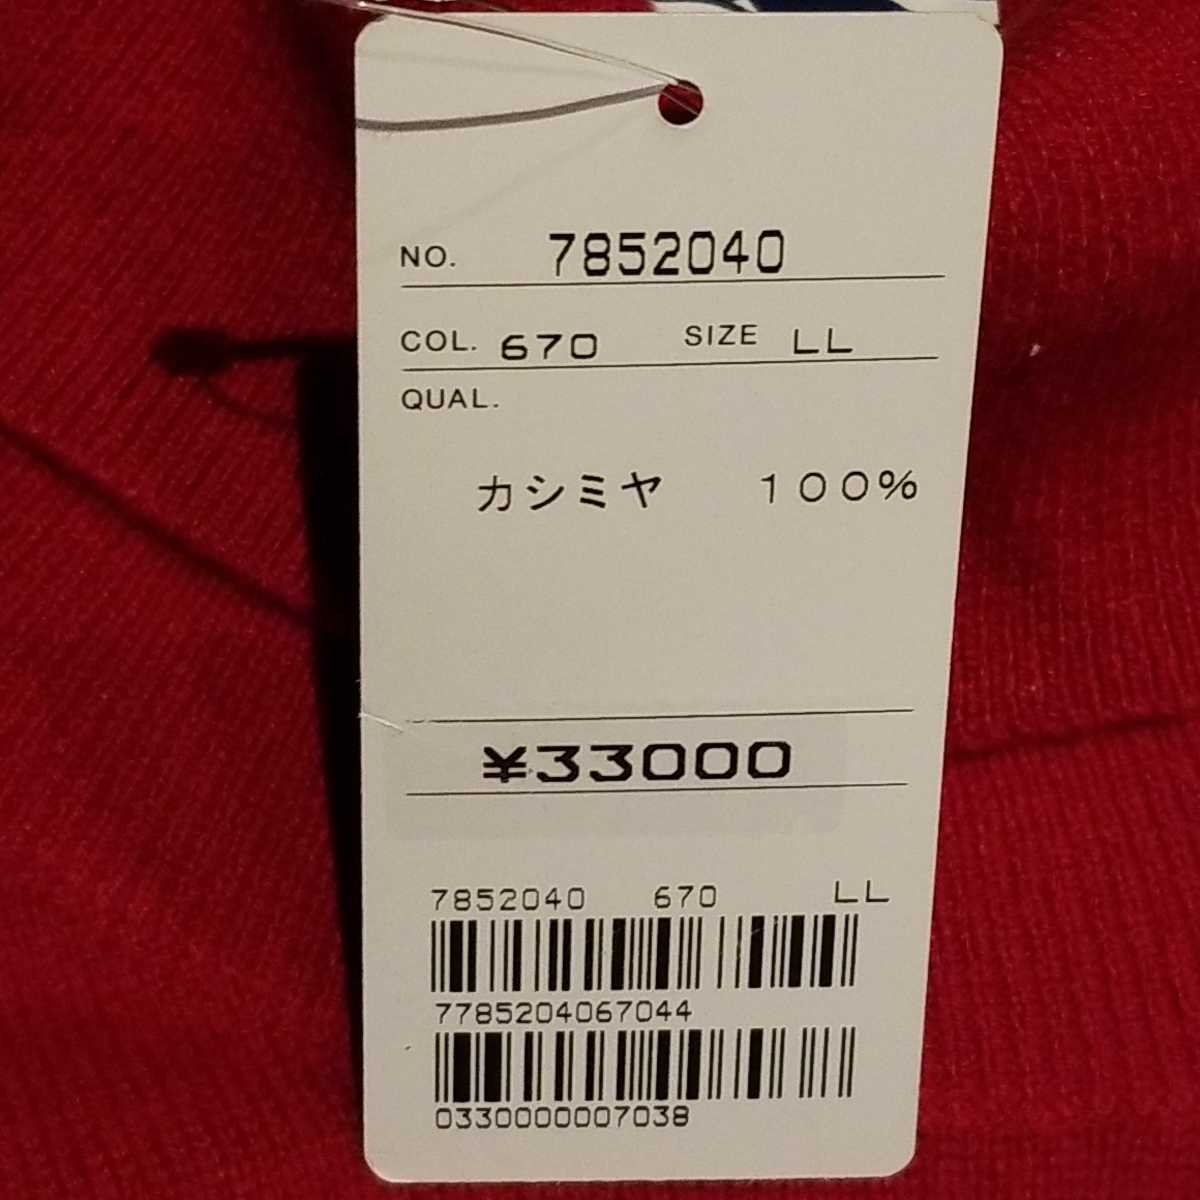 NO. 7852040
COL. 670 SIZE LL
QUAL.
カシミヤ 100%
¥33000
7852040 670 LL
7785204067044
0330000007038